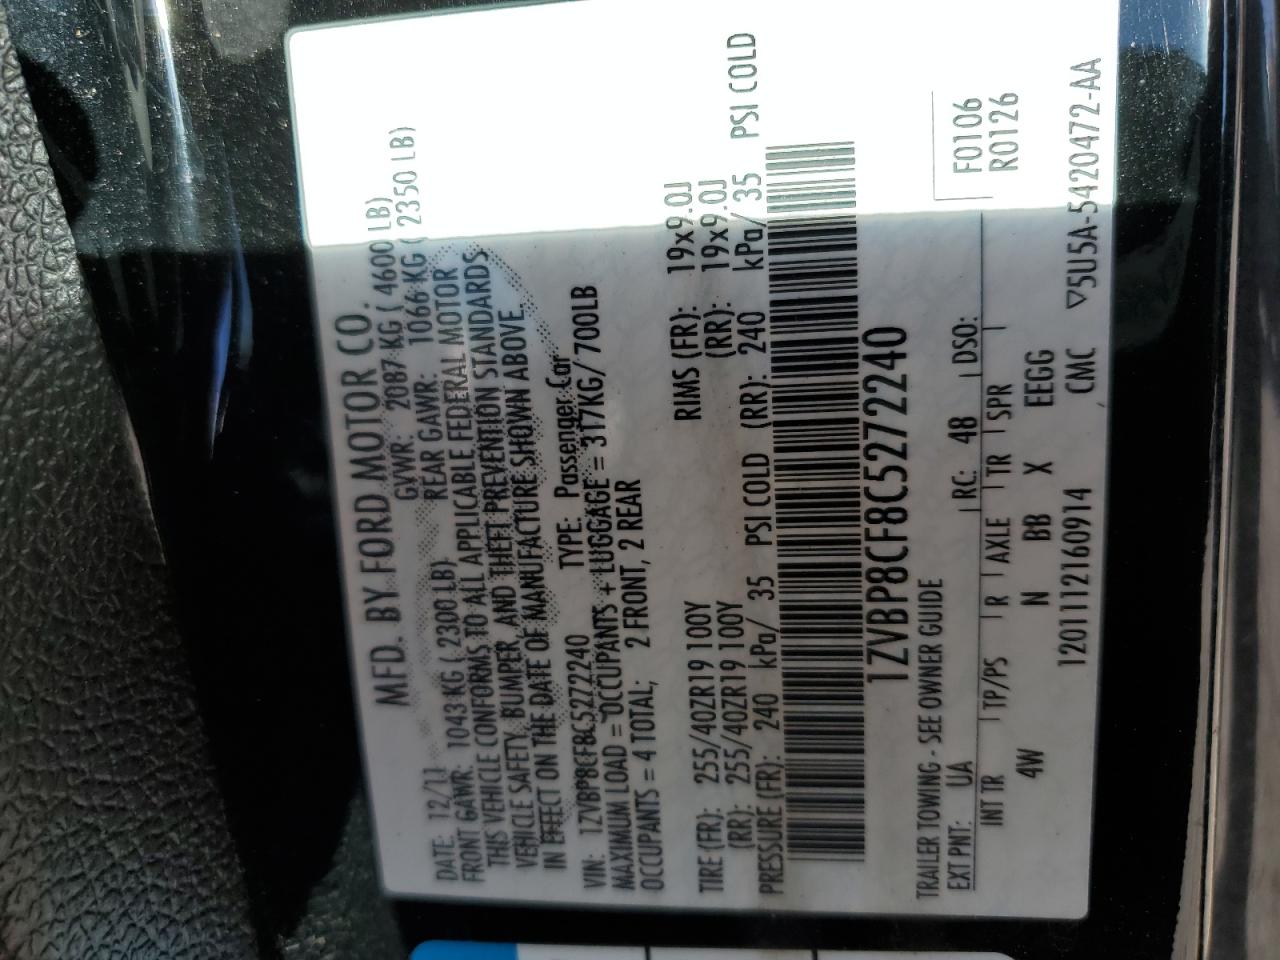 MFD. BY FORD MOTOR CO.
DATE: 12/11 GVWR: 2087 KG ( 4600 LB)
FRONT GAWR: 1043 KG ( 2300 LB) REAR GAWR: 1066 KG ( 2350 LB)
THIS VEHICLE CONFORMS TO ALL APPLICABLE FEDERAL MOTOR
VEHICLE SAFETY, BUMPER, AND THEFT PREVENTION STANDARDS
IN EFFECT ON THE DATE OF MANUFACTURE SHOWN ABOVE.
VIN: 1ZVBP8CF8C5272240 TYPE: Passenger Car
MAXIMUM LOAD = OCCUPANTS + LUGGAGE = 317KG/700LB
OCCUPANTS = 4 TOTAL, 2 FRONT, 2 REAR
TIRE (FR): 255/40ZR19 100Y RIMS (FR): 19x9.0J
(RR): 255/40ZR19 100Y (RR): 19x9.0J
PRESSURE (FR): 240 kPa/ 35 PSI COLD (RR): 240 kPa/ 35 PSI COLD
1ZVBP8CF8C5272240
TRAILER TOWING - SEE OWNER GUIDE
F0106
R0126
EXT PNT: UA RC: 48 DSO:
INT TR TP/PS R AXLE TR SPR
4W N BB X EEGG
1201112160914 CMC ▽5U5A-5420472-AA